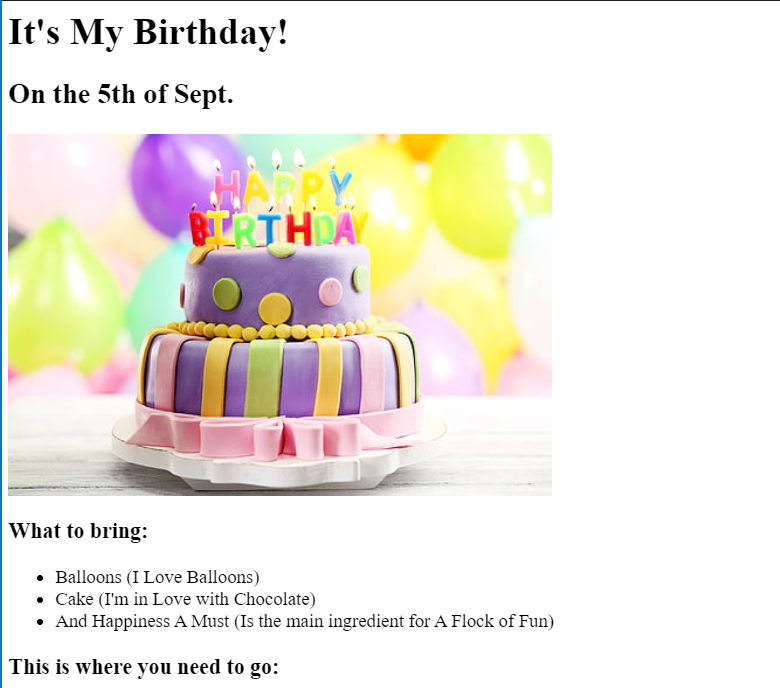 It's My Birthday!
On the 5th of Sept.
HAPPY
BIRTHDAY
What to bring:
Balloons (I Love Balloons)
Cake (I'm in Love with Chocolate)
And Happiness A Must (Is the main ingredient for A Flock of Fun)
This is where you need to go: